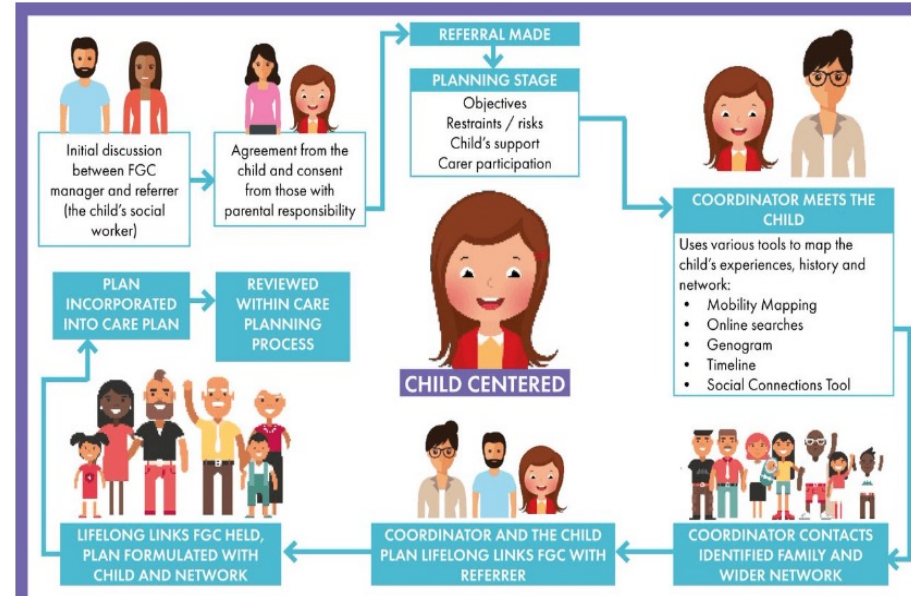 Initial discussion
between FGC
manager and referrer
(the child's social
worker)
Agreement from the
child and consent
from those with
parental responsibility
REFERRAL MADE
PLANNING STAGE
Objectives
Restraints / risks
Child's support
Carer participation
COORDINATOR MEETS THE
CHILD
Uses various tools to map the
child's experiences, history and
network:
• Mobility Mapping
• Online searches
• Genogram
• Timeline
• Social Connections Tool
CHILD CENTERED
COORDINATOR CONTACTS
IDENTIFIED FAMILY AND
WIDER NETWORK
COORDINATOR AND THE CHILD
PLAN LIFELONG LINKS FGC WITH
REFERRER
LIFELONG LINKS FGC HELD,
PLAN FORMULATED WITH
CHILD AND NETWORK
PLAN
INCORPORATED
INTO CARE PLAN
REVIEWED
WITHIN CARE
PLANNING
PROCESS